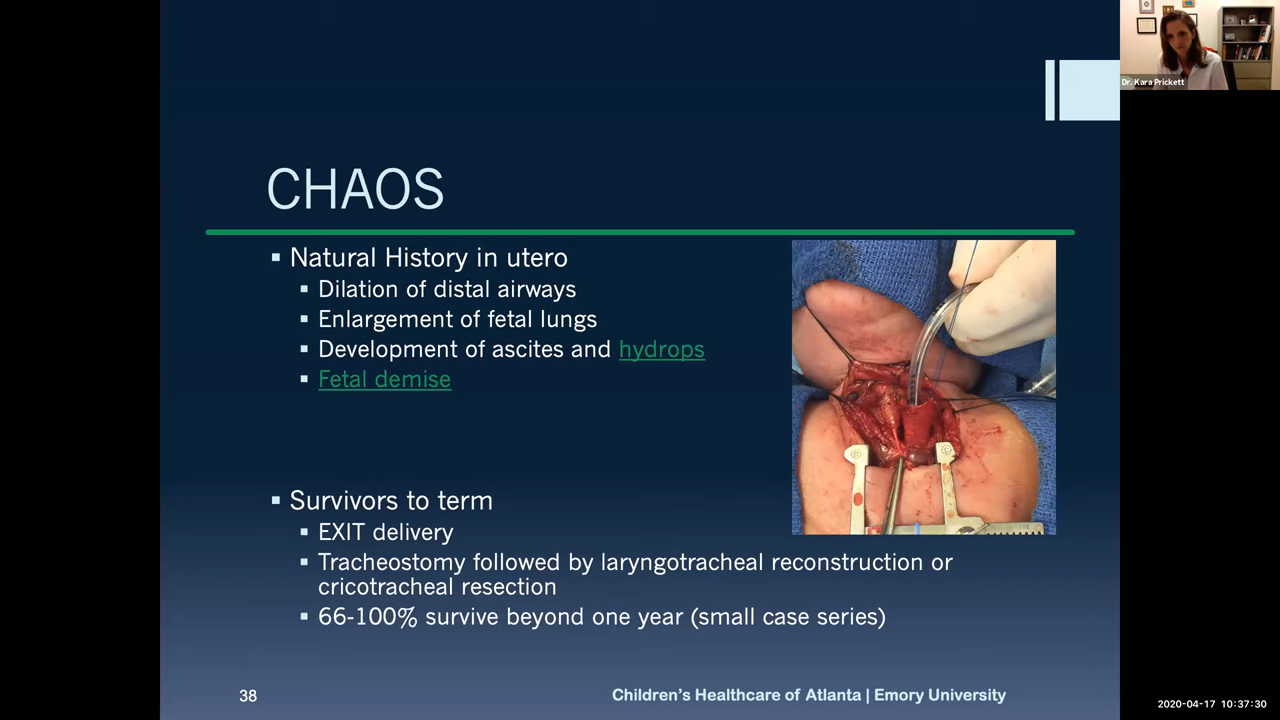 Dr. Kara Prickett
CHAOS
▪ Natural History in utero
▪ Dilation of distal airways
▪ Enlargement of fetal lungs
▪ Development of ascites and hydrops
▪ Fetal demise
▪ Survivors to term
▪ EXIT delivery
▪ Tracheostomy followed by laryngotracheal reconstruction or
cricotracheal resection
▪ 66-100% survive beyond one year (small case series)
38
Children's Healthcare of Atlanta | Emory University
2020-04-17 10:37:30